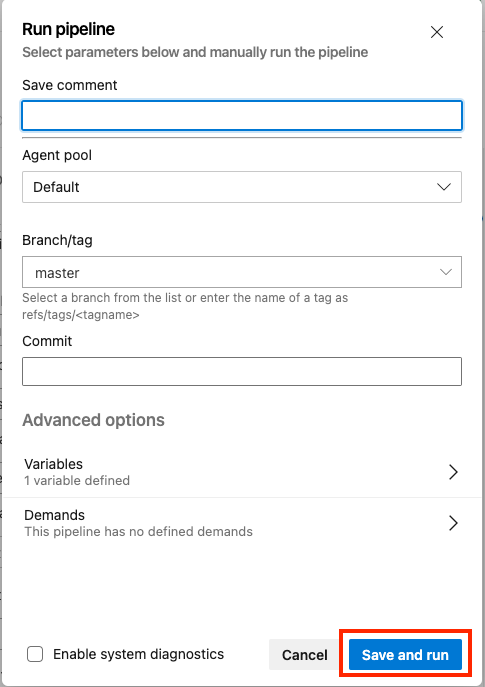 Run pipeline
Select parameters below and manually run the pipeline
Save comment
Agent pool
Default
Branch/tag
master
Select a branch from the list or enter the name of a tag as
refs/tags/<tagname>
Commit
Advanced options
Variables
1 variable defined
Demands
This pipeline has no defined demands
Enable system diagnostics
Cancel
Save and run